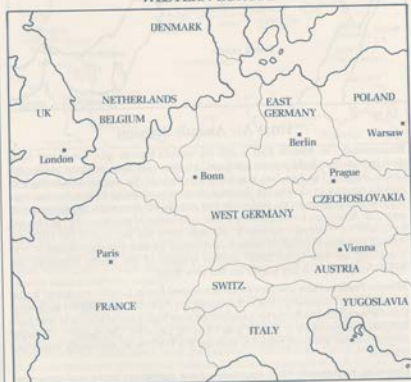 DENMARK
UK
NETHERLANDS
BELGIUM
EAST
GERMANY
POLAND
London
Berlin
Warsaw
Bonn
Prague
CZECHOSLOVAKIA
WEST GERMANY
Paris
Vienna
AUSTRIA
SWITZ.
YUGOSLAVIA
FRANCE
ITALY